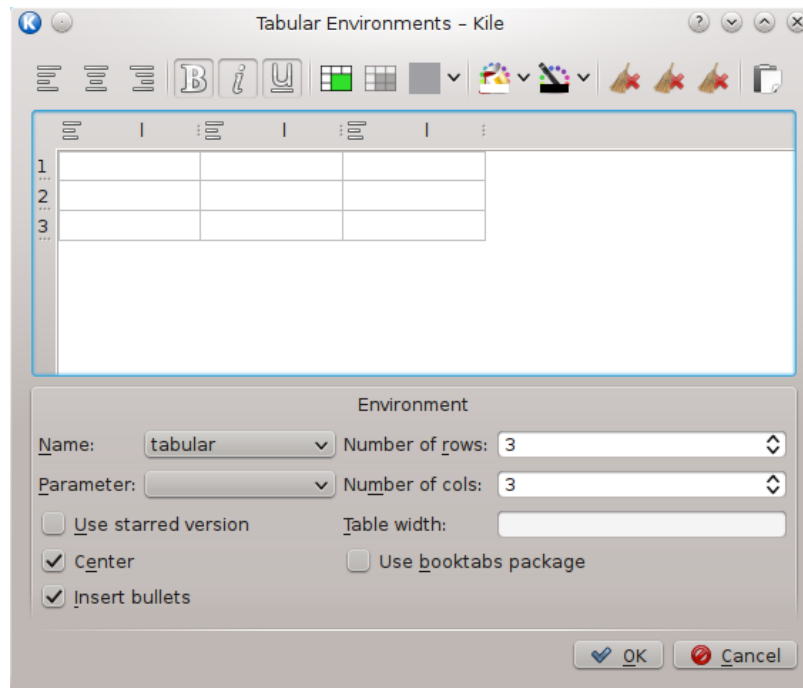 Tabular Environments – Kile
B i U
1
2
3
Environment
Name: tabular Number of rows: 3
Parameter: Number of cols: 3
Use starred version Table width:
Center Use booktabs package
Insert bullets
OK Cancel